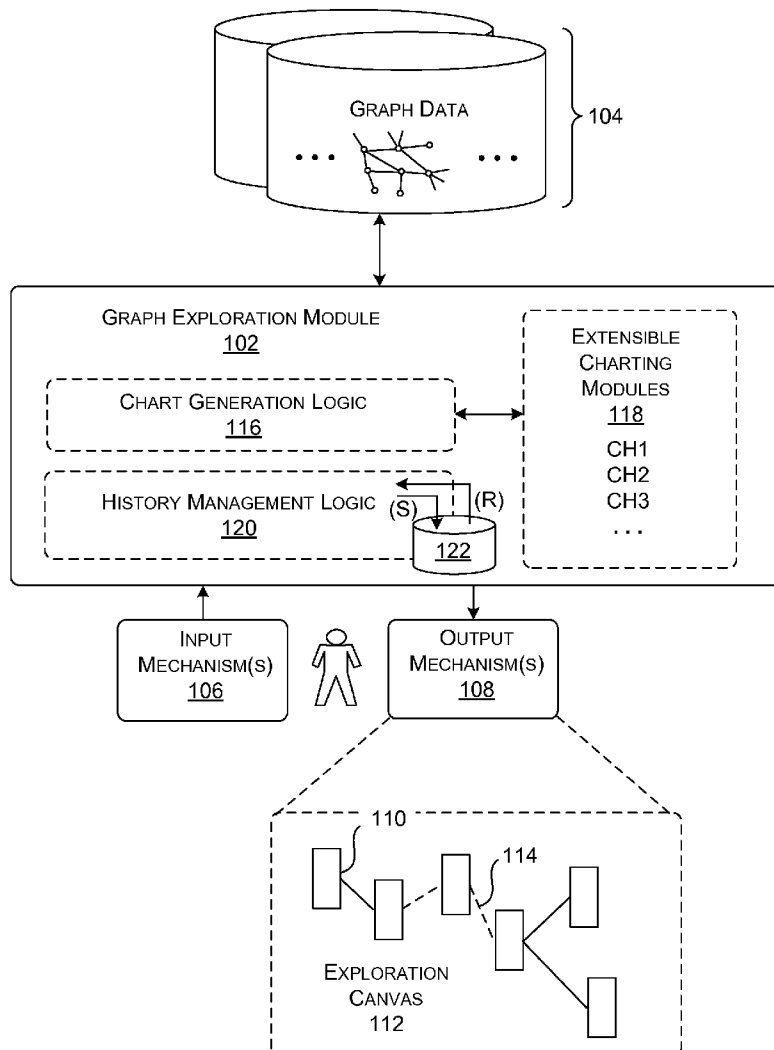 GRAPH DATA
... ...
104
GRAPH EXPLORATION MODULE
102
CHART GENERATION LOGIC
116
HISTORY MANAGEMENT LOGIC
120
(S)
(R)
122
EXTENSIBLE
CHARTING
MODULES
118
CH1
CH2
CH3
...
INPUT
MECHANISM(S)
106
OUTPUT
MECHANISM(S)
108
110
114
EXPLORATION
CANVAS
112